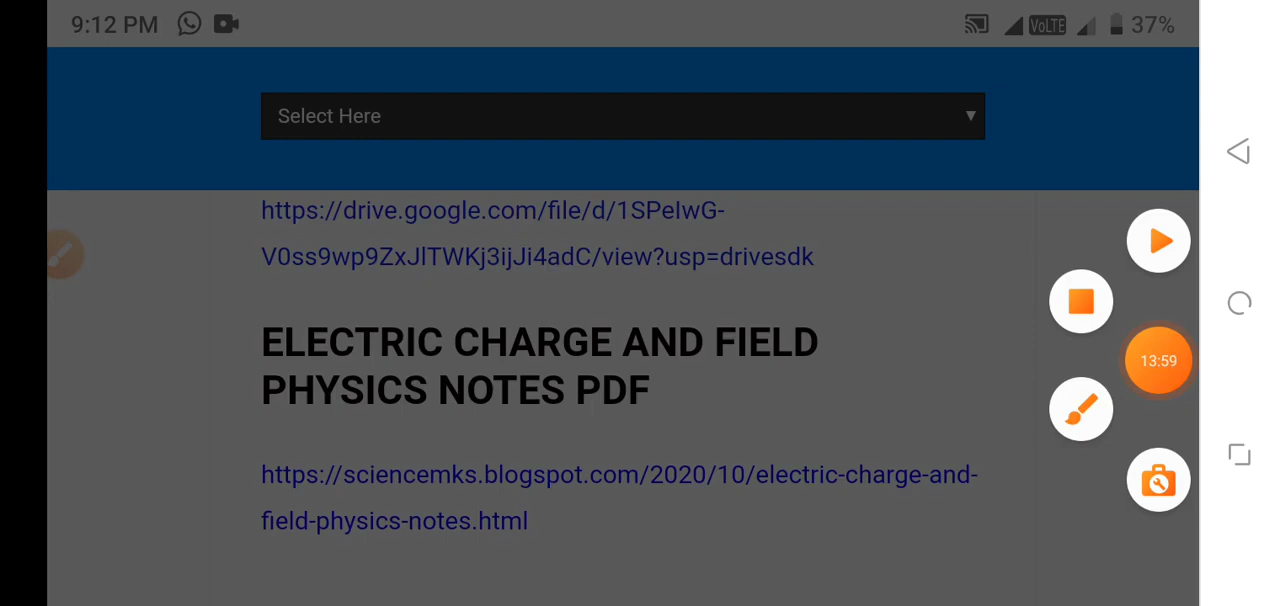 9:12 PM
VoLTE
37%
Select Here
https://drive.google.com/file/d/1SPeIwG-
V0ss9wp9ZxJlTWKj3ijJi4adC/view?usp=drivesdk
ELECTRIC CHARGE AND FIELD
PHYSICS NOTES PDF
13:59
https://sciencemks.blogspot.com/2020/10/electric-charge-and-
field-physics-notes.html